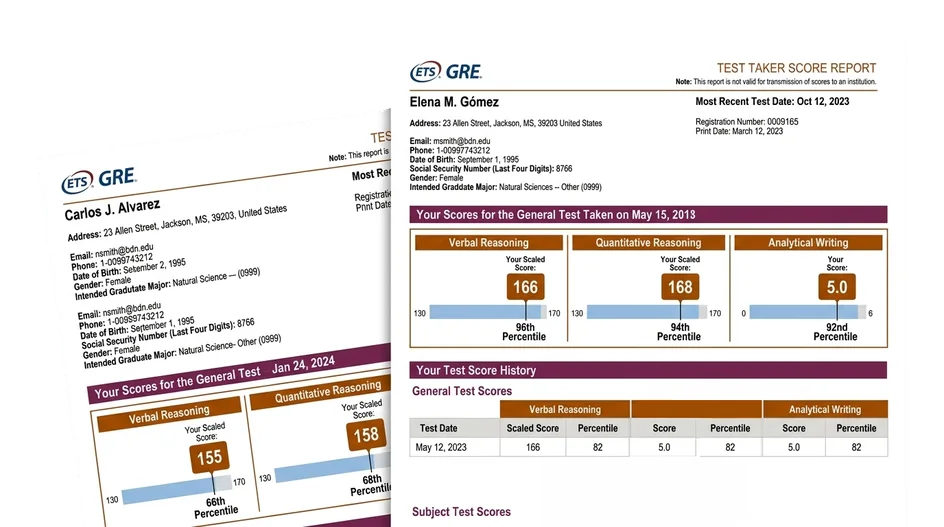 ETS GRE
TES
Note: This report is
Carlos J. Alvarez
Most Rec
Address: 23 Allen Street, Jackson, MS, 39203, United States
Registratio
Print Date
Email: nsmith@bdn.edu
Phone: 1-0099743212
Date of Birth: Setember 2, 1995
Gender: Female
Intended Gradutate Major: Natural Science — (0999)
Email: nsmith@bdn.edu
Phone: 1-00999743212
Date of Birth: September 1, 1995
Social Security Number (Last Four Digits): 8766
Gender: Female
Intended Graduate Major: Natural Science- Other (0999)
Your Scores for the General Test Jan 24, 2024
Verbal Reasoning
Quantitative Reasoning
Your Scaled
Score:
155
130
170
66th
Percentile
Your Scaled
Score:
158
130
68th
Percentile
ETS GRE
TEST TAKER SCORE REPORT
Note: This report is not valid for transmission of scores to an institution.
Elena M. Gómez
Most Recent Test Date: Oct 12, 2023
Address: 23 Allen Street, Jackson, MS, 39203 United States
Registration Number: 0009165
Print Date: March 12, 2023
Email: msmith@bdn.edu
Phone: 1-00997743212
Date of Birth: September 1, 1995
Social Security Number (Last Four Digits): 8766
Gender: Female
Intended Graddate Major: Natural Sciences -- Other (0999)
Your Scores for the General Test Taken on May 15, 2013
Verbal Reasoning
Your Scaled
Score:
166
130
170
96th
Percentile
Quantitative Reasoning
Your Scaled
Score:
168
130
170
94th
Percentile
Analytical Writing
Your
Score:
5.0
0
6
92nd
Percentile
Your Test Score History
General Test Scores
Verbal Reasoning Analytical Writing
Test Date Scaled Score Percentile Score Percentile Score Percentile
May 12, 2023 166 82 5.0 82 5.0 82
Subject Test Scores